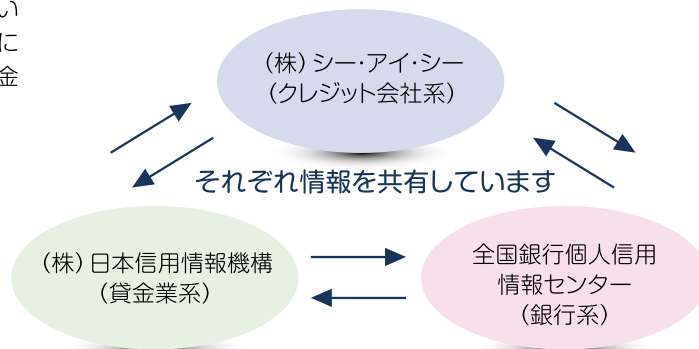 い
に
金
（株）シー・アイ・シー
（クレジット会社系）
それぞれ情報を共有しています
（株）日本信用情報機構
（貸金業系）
全国銀行個人信用
情報センター
（銀行系）